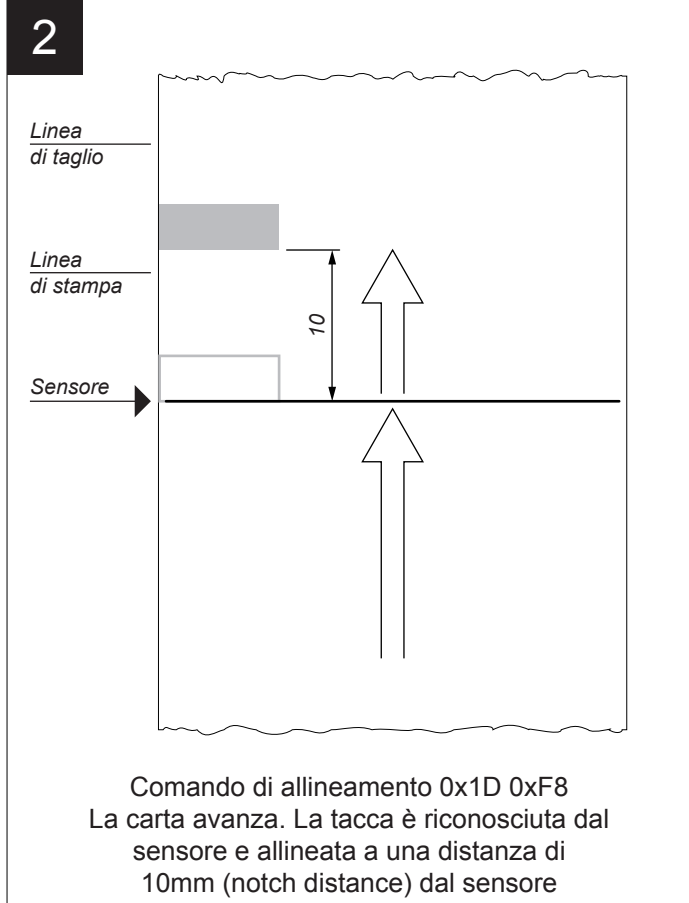 2
Linea
di taglio
Linea
di stampa
10
Sensore
Comando di allineamento 0x1D 0xF8
La carta avanza. La tacca è riconosciuta dal
sensore e allineata a una distanza di
10mm (notch distance) dal sensore